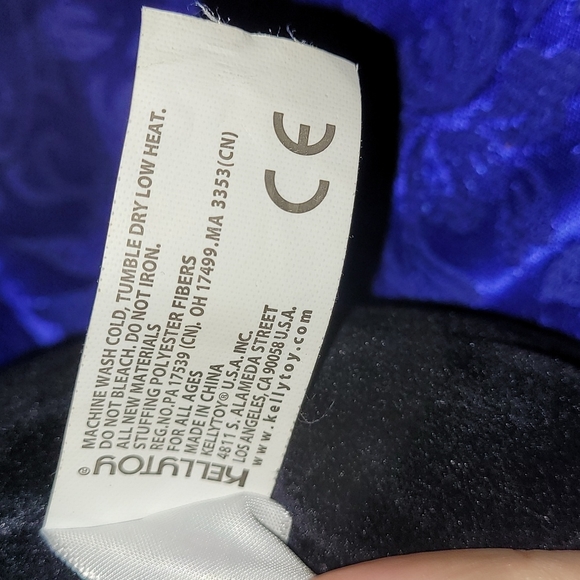 MACHINE WASH COLD, TUMBLE DRY LOW HEAT.
DO NOT BLEACH. DO NOT IRON.
ALL NEW MATERIALS
STUFFING POLYESTER FIBERS
REG.NO.PA 17539 (CN). OH 17499.MA 3353(CN)
FOR ALL AGES
MADE IN CHINA
KELLYTOY® U.S.A. INC.
4811 S. ALAMEDA STREET
LOS ANGELES, CA 90058 U.S.A.
www.kellytoy.com
CE
KELLYTOY®